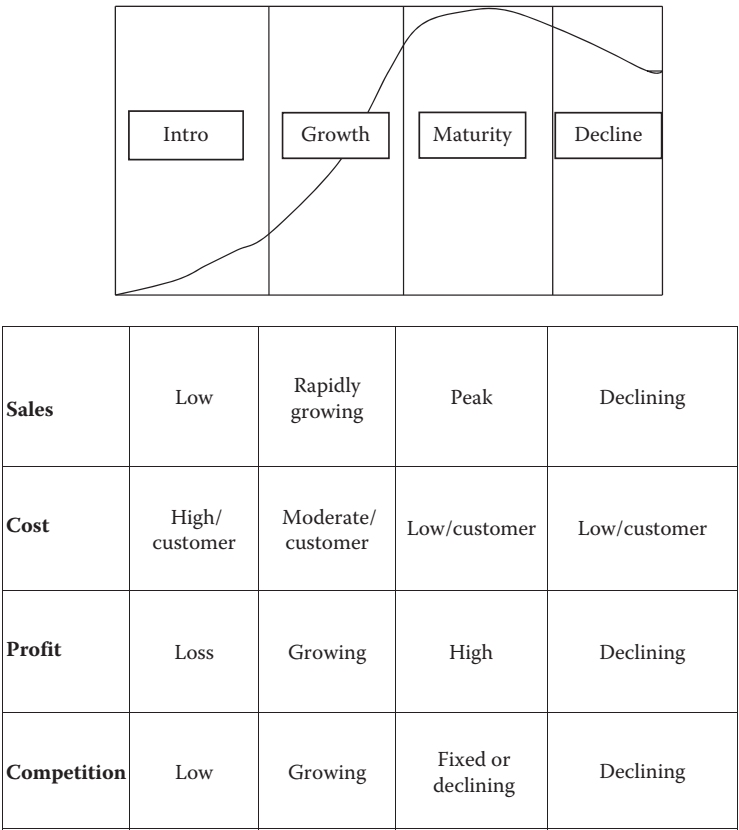 Intro
Growth
Maturity
Decline
Sales
Low
Rapidly
growing
Peak
Declining
Cost
High/
customer
Moderate/
customer
Low/customer
Low/customer
Profit
Loss
Growing
High
Declining
Competition
Low
Growing
Fixed or
declining
Declining